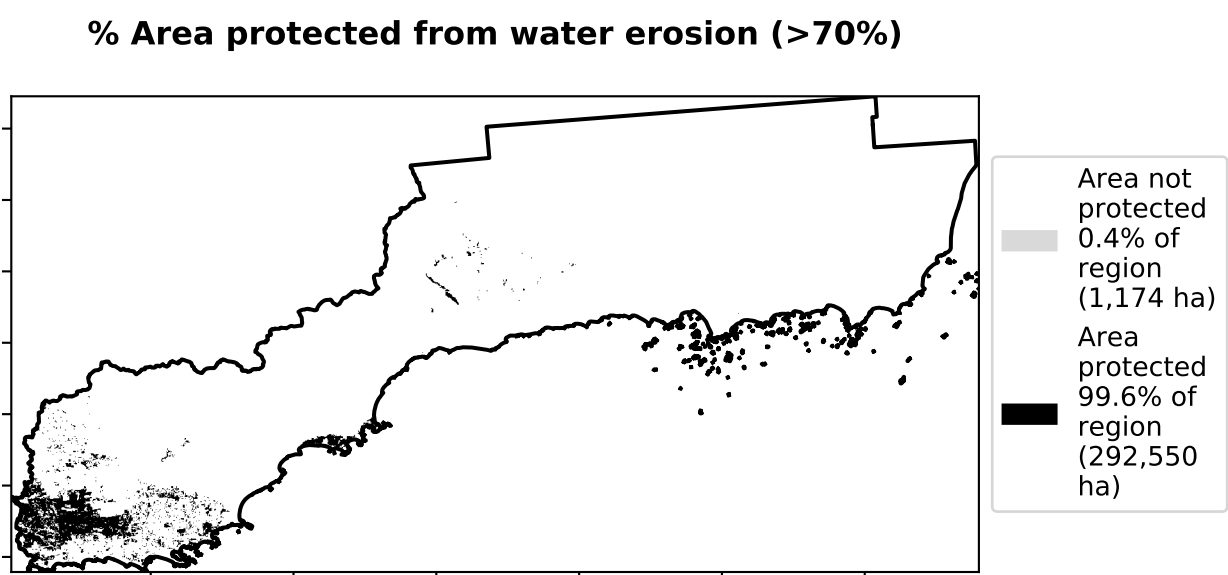 % Area protected from water erosion (>70%)
Area not
protected
0.4% of
region
(1,174 ha)
Area
protected
99.6% of
region
(292,550
ha)